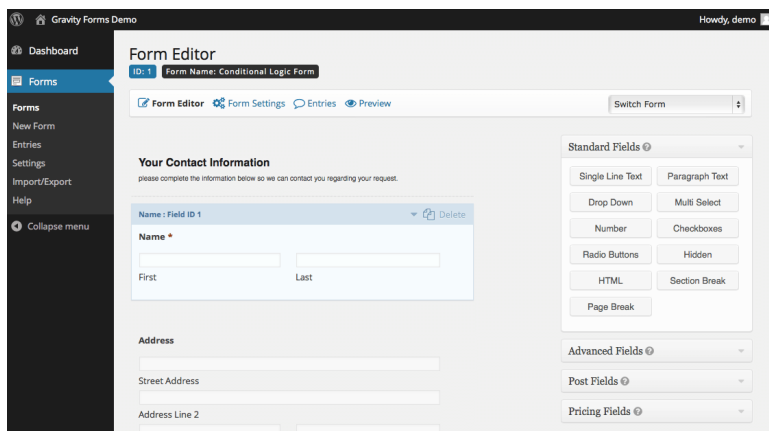 Gravity Forms Demo
Howdy, demo
Dashboard
Forms
Forms
New Form
Entries
Settings
Import/Export
Help
Collapse menu
Form Editor
ID: 1 Form Name: Conditional Logic Form
Form Editor Form Settings Entries Preview
Switch Form
Your Contact Information
please complete the information below so we can contact you regarding your request.
Name : Field ID 1 Delete
Name *
First Last
Address
Street Address
Address Line 2
Standard Fields
Single Line Text Paragraph Text
Drop Down Multi Select
Number Checkboxes
Radio Buttons Hidden
HTML Section Break
Page Break
Advanced Fields
Post Fields
Pricing Fields